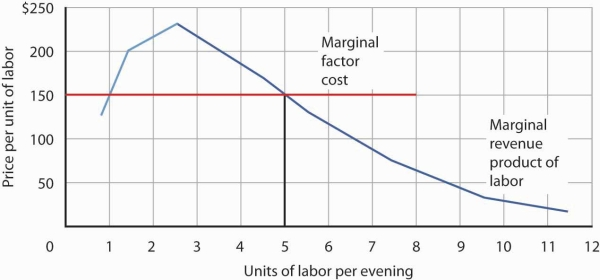 $250
200
150
100
50
0 1 2 3 4 5 6 7 8 9 10 11 12
Price per unit of labor
Units of labor per evening
Marginal
factor
cost
Marginal
revenue
product of
labor